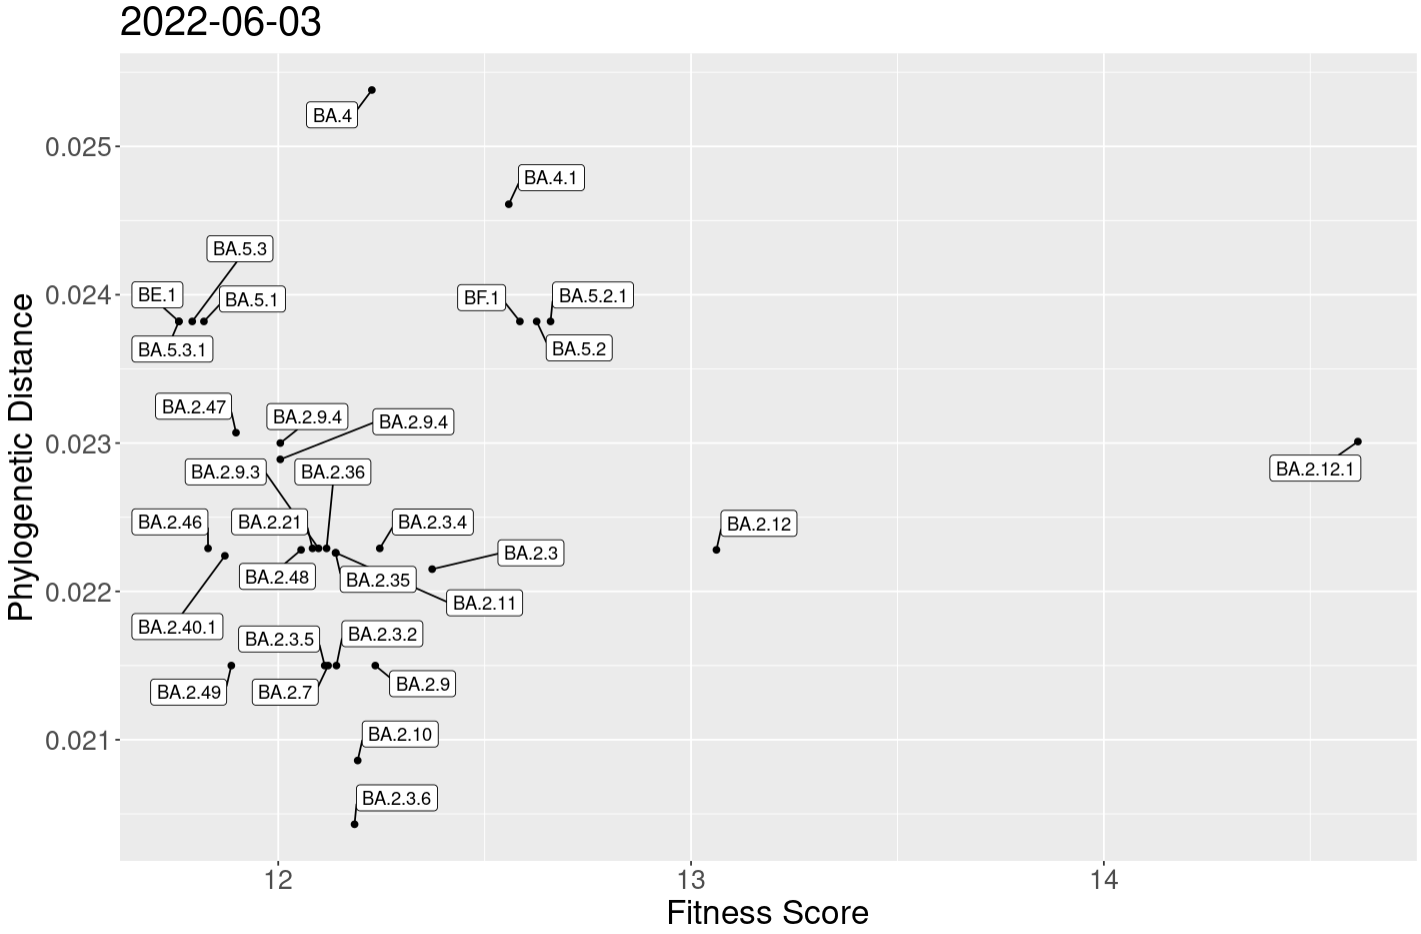 2022-06-03
BA.4
0.025
BA.4.1
BA.5.3
BE.1
BA.5.1
BF.1
BA.5.2.1
0.024
BA.5.3.1
BA.5.2
BA.2.47
BA.2.9.4
BA.2.9.4
0.023
BA.2.9.3
BA.2.36
BA.2.12.1
BA.2.46
BA.2.21
BA.2.3.4
BA.2.12
BA.2.3
BA.2.48
BA.2.35
0.022
BA.2.11
BA.2.40.1
BA.2.3.5
BA.2.3.2
BA.2.49
BA.2.7
BA.2.9
0.021
BA.2.10
BA.2.3.6
12
13
14
Fitness Score
Phylogenetic Distance